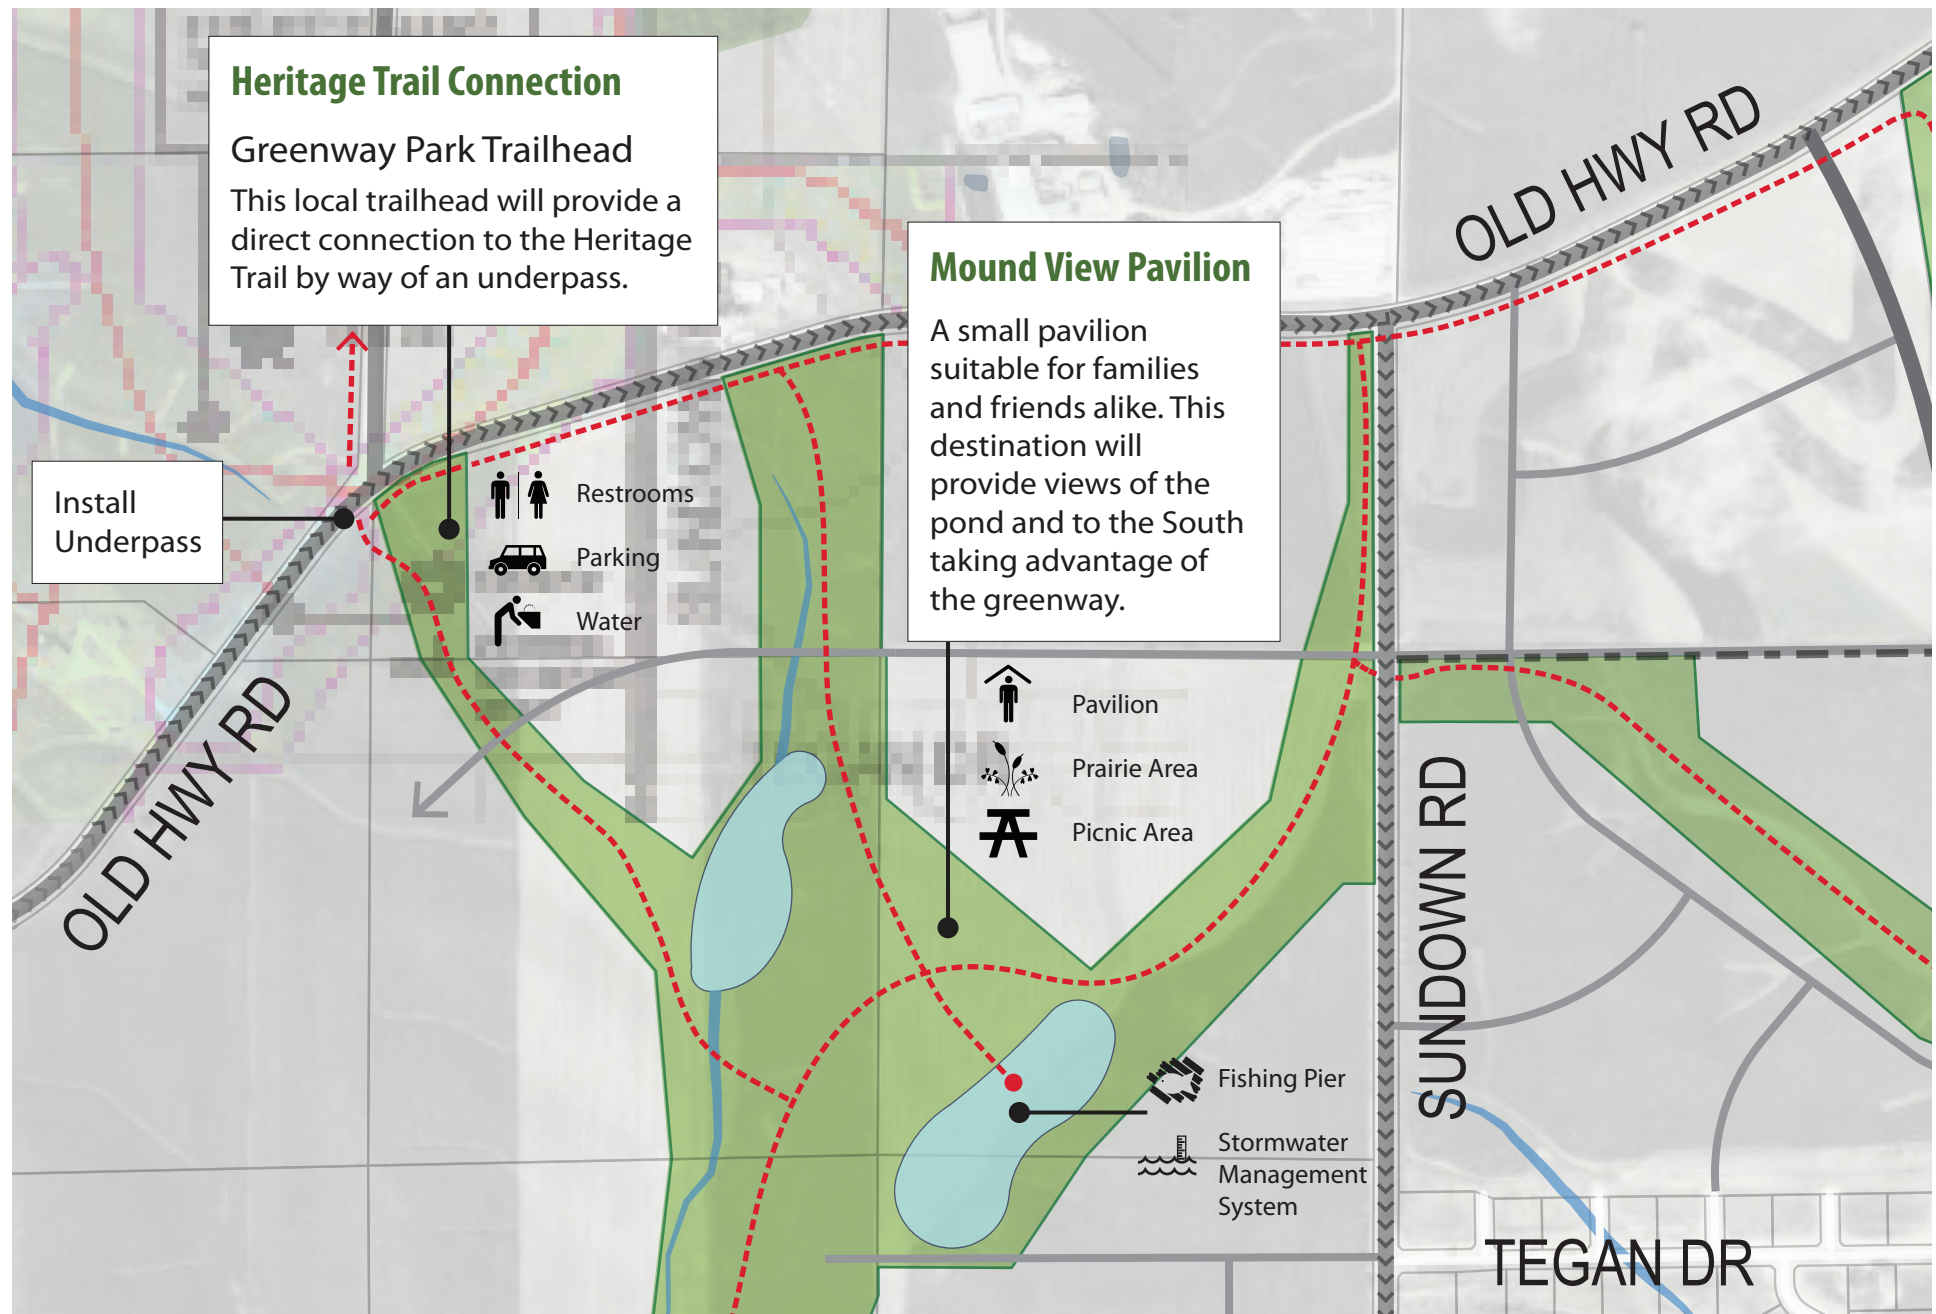 Heritage Trail Connection
Greenway Park Trailhead
This local trailhead will provide a
direct connection to the Heritage
Trail by way of an underpass.
OLD HWY RD
Mound View Pavilion
A small pavilion
suitable for families
and friends alike. This
destination will
provide views of the
pond and to the South
taking advantage of
the greenway.
Install
Underpass
Restrooms
Parking
Water
OLD HWY RD
Pavilion
Prairie Area
Picnic Area
SUNDOWN RD
Fishing Pier
Stormwater
Management
System
TEGAN DR